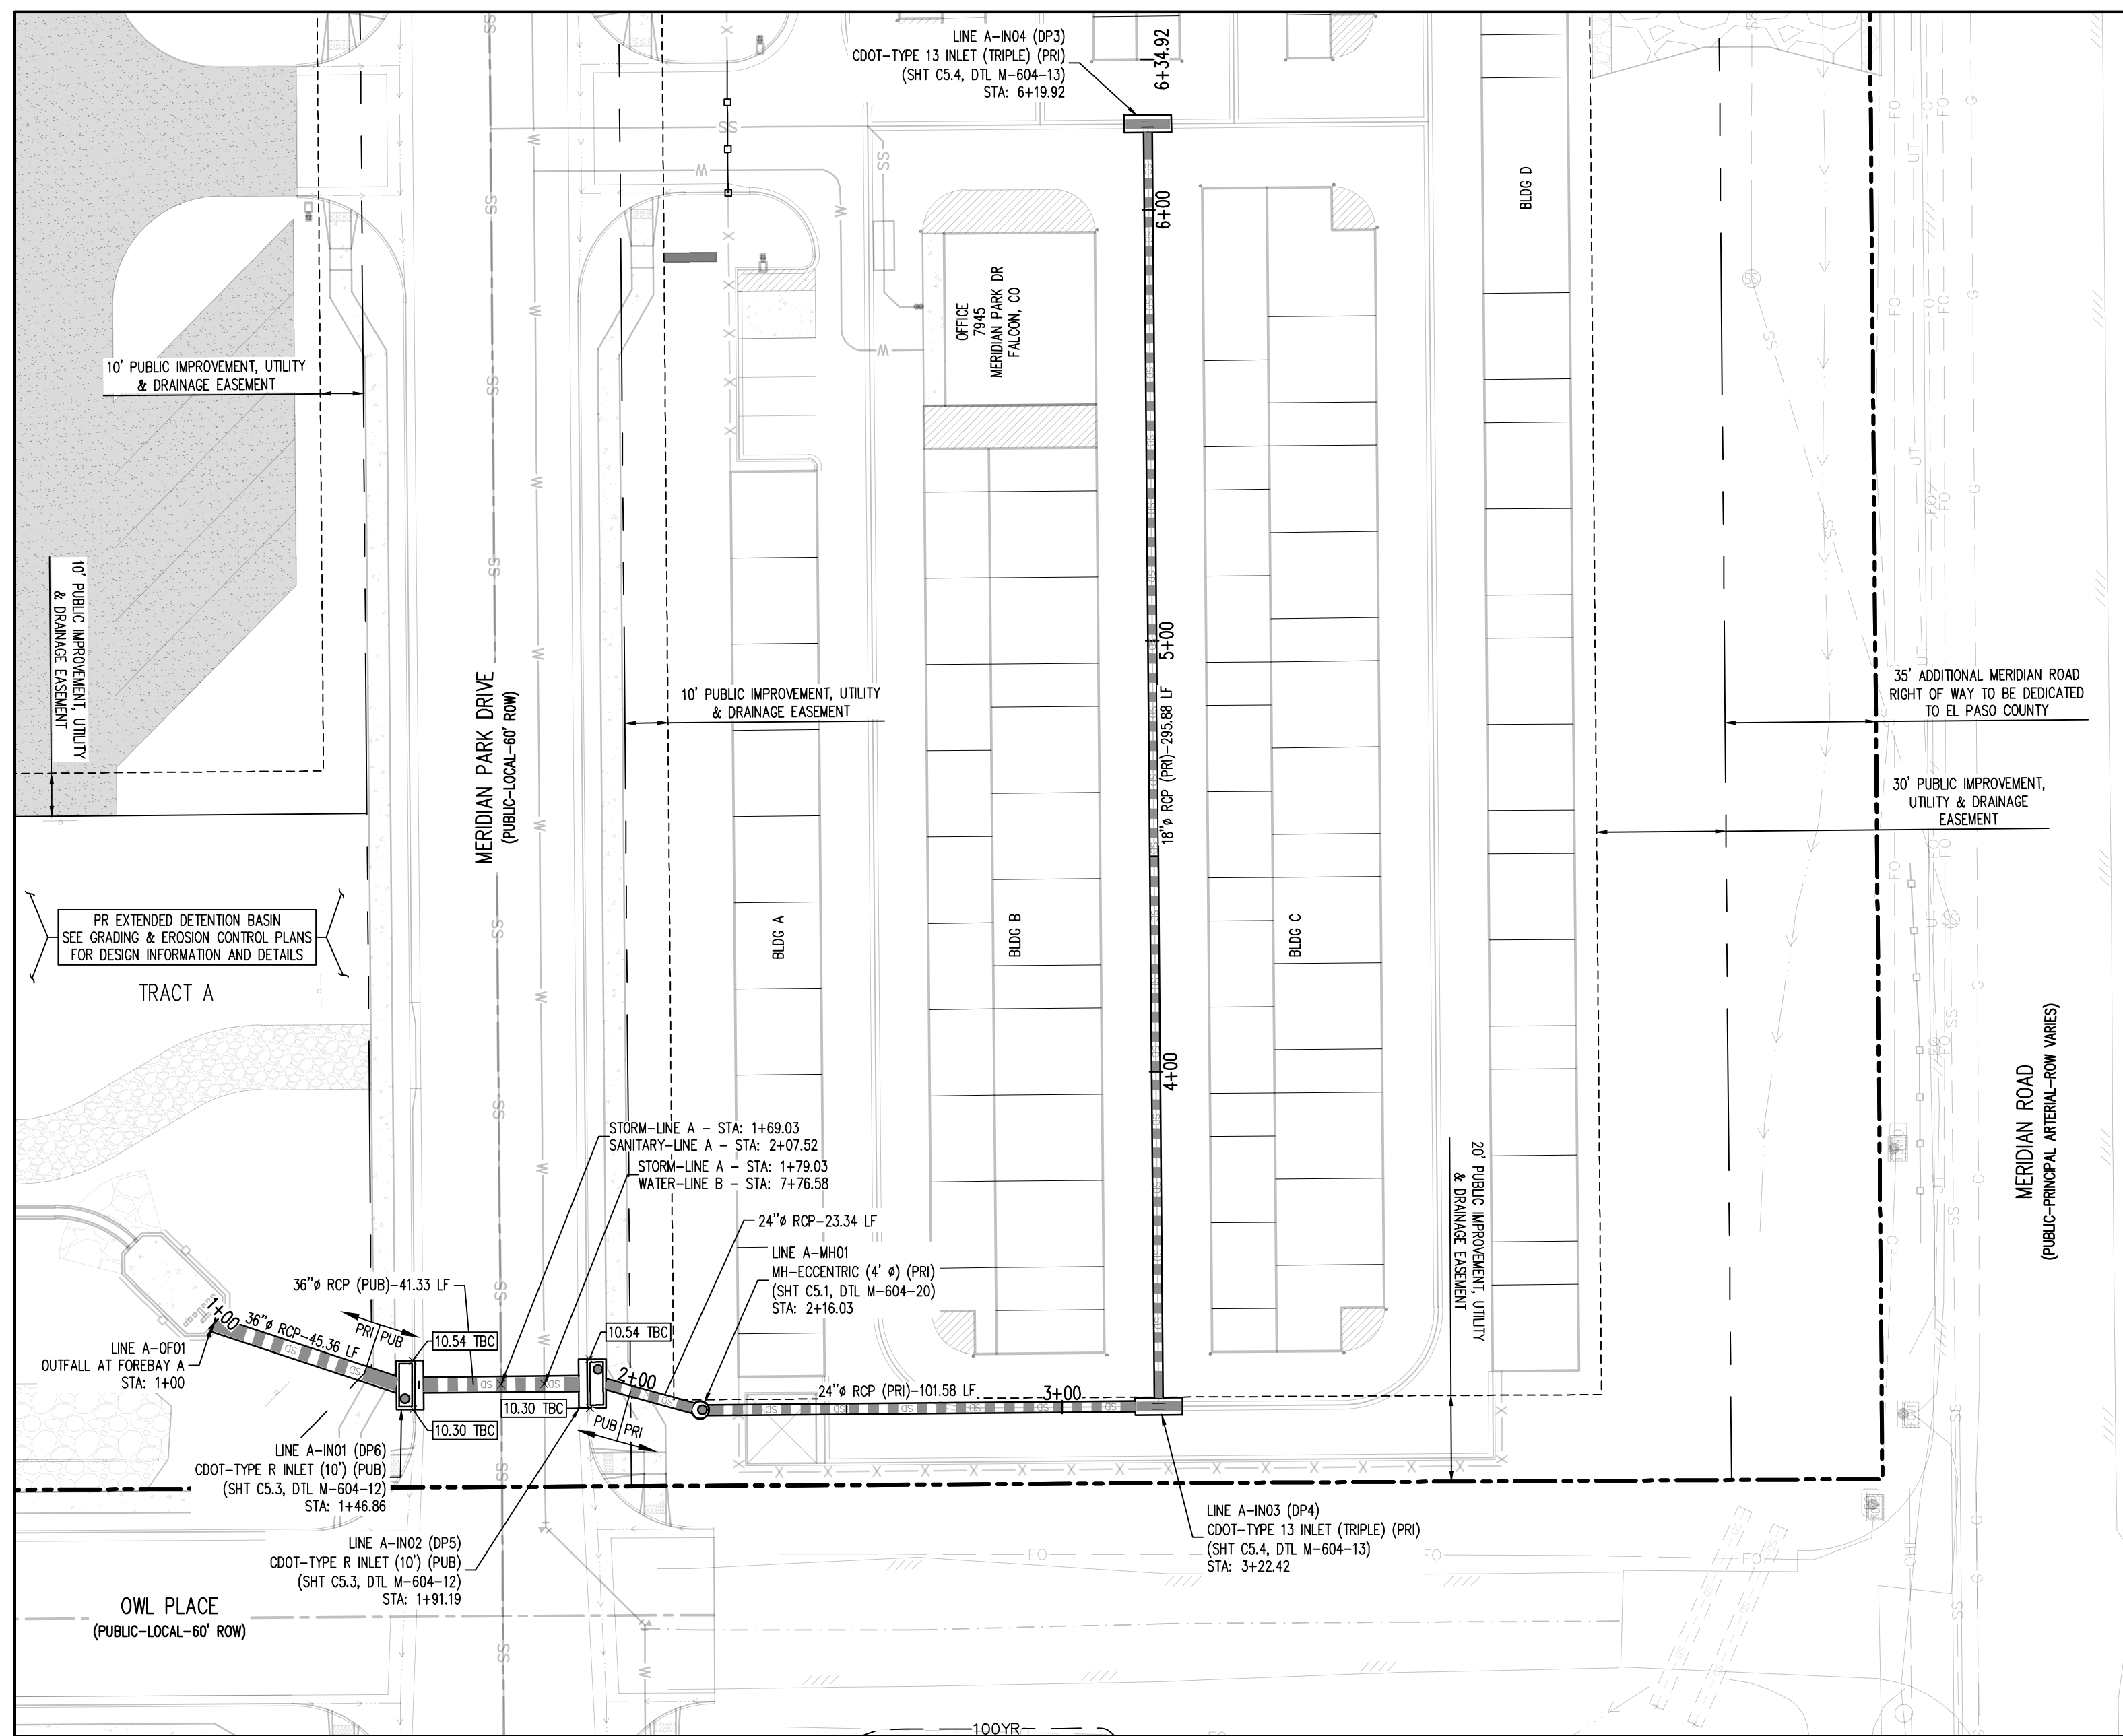 LINE A-IN04 (DP3)
CDOT-TYPE 13 INLET (TRIPLE) (PRI)
(SHT C5.4, DTL M-604-13)
STA: 6+19.92
6+34.92
6+00
5+00
4+00
18"ø RCP (PRI)-295.88 LF
OFFICE
7945
MERIDIAN PARK DR
FALCON, CO
BLDG D
10' PUBLIC IMPROVEMENT, UTILITY
& DRAINAGE EASEMENT
10' PUBLIC IMPROVEMENT, UTILITY
& DRAINAGE EASEMENT
MERIDIAN PARK DRIVE
(PUBLIC-LOCAL-60' ROW)
10' PUBLIC IMPROVEMENT, UTILITY
& DRAINAGE EASEMENT
35' ADDITIONAL MERIDIAN ROAD
RIGHT OF WAY TO BE DEDICATED
TO EL PASO COUNTY
30' PUBLIC IMPROVEMENT,
UTILITY & DRAINAGE
EASEMENT
PR EXTENDED DETENTION BASIN
SEE GRADING & EROSION CONTROL PLANS
FOR DESIGN INFORMATION AND DETAILS
TRACT A
BLDG A
BLDG B
BLDG C
MERIDIAN ROAD
(PUBLIC-PRINCIPAL ARTERIAL-ROW VARIES)
STORM-LINE A - STA: 1+69.03
SANITARY-LINE A - STA: 2+07.52
STORM-LINE A - STA: 1+79.03
WATER-LINE B - STA: 7+76.58
24"ø RCP-23.34 LF
LINE A-MH01
MH-ECCENTRIC (4' ø) (PRI)
(SHT C5.1, DTL M-604-20)
STA: 2+16.03
20' PUBLIC IMPROVEMENT, UTILITY
& DRAINAGE EASEMENT
36"ø RCP (PUB)-41.33 LF
1+00
36"ø RCP-45.36 LF
PRI PUB
10.54 TBC
10.54 TBC
LINE A-OF01
OUTFALL AT FOREBAY A
STA: 1+00
2+00
24"ø RCP (PRI)-101.58 LF
3+00
10.30 TBC
10.30 TBC
PUB PRI
LINE A-IN01 (DP6)
CDOT-TYPE R INLET (10') (PUB)
(SHT C5.3, DTL M-604-12)
STA: 1+46.86
LINE A-IN02 (DP5)
CDOT-TYPE R INLET (10') (PUB)
(SHT C5.3, DTL M-604-12)
STA: 1+91.19
LINE A-IN03 (DP4)
CDOT-TYPE 13 INLET (TRIPLE) (PRI)
(SHT C5.4, DTL M-604-13)
STA: 3+22.42
OWL PLACE
(PUBLIC-LOCAL-60' ROW)
100YR